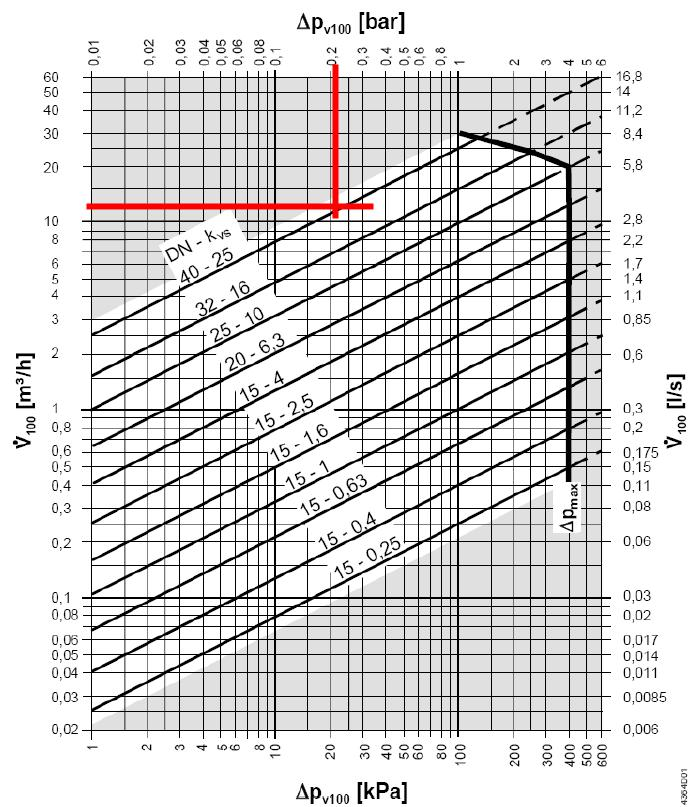 Δpv100 [bar]
0,01 0,02 0,03 0,04 0,05 0,06 0,08 0,1 0,2 0,3 0,4 0,5 0,6 0,8 1 2 3 4 5 6
60 16,8
50 14
40 11,2
30 8,4
20 5,8
10 2,8
8 2,2
6 1,7
5 1,4
4 1,1
3 0,85
2 0,6
1 0,3
0,8 0,2
0,6 0,175
0,5 0,15
0,4 0,11
0,3 0,08
0,2 0,06
0,1 0,03
0,08 0,02
0,06 0,017
0,05 0,014
0,04 0,011
0,03 0,0085
0,02 0,006
DN - kvs
40 - 25
32 - 16
25 - 10
20 - 6,3
15 - 4
15 - 2,5
15 - 1,6
15 - 1
15 - 0,63
15 - 0,4
15 - 0,25
Δpmax
V̇100 [m³/h]
V̇100 [l/s]
1 2 3 4 5 6 8 10 20 30 40 50 60 80 100 200 300 400 500 600
Δpv100 [kPa]
4364D01